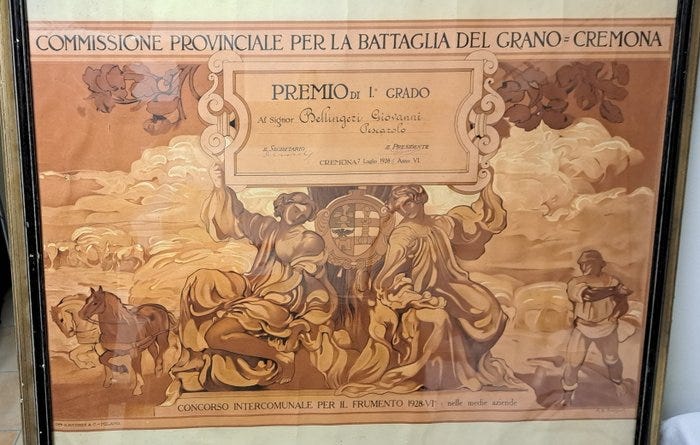 COMMISSIONE PROVINCIALE PER LA BATTAGLIA DEL GRANO = CREMONA
PREMIO DI I.° GRADO
Al Signor Bellingeri Giovanni
Pescarolo
IL SEGRETARIO IL PRESIDENTE
CREMONA 7 Luglio 1928 Anno VI
CONCORSO INTERCOMUNALE PER IL FRUMENTO 1928-VI° nelle medie aziende
& C. - MILANO